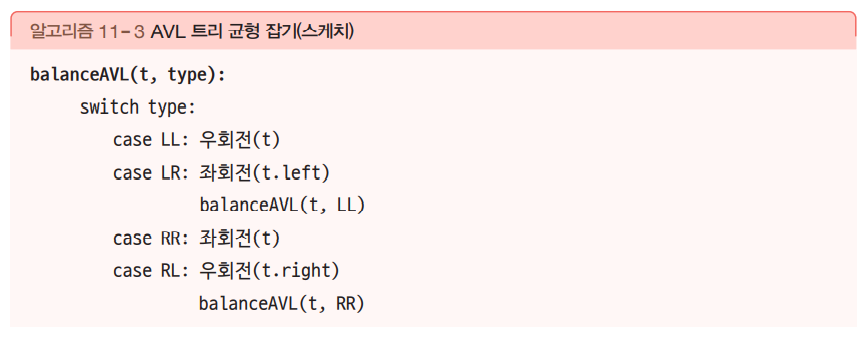 알고리즘 11-3 AVL 트리 균형 잡기(스케치)
balanceAVL(t, type):
switch type:
case LL: 우회전(t)
case LR: 좌회전(t.left)
balanceAVL(t, LL)
case RR: 좌회전(t)
case RL: 우회전(t.right)
balanceAVL(t, RR)